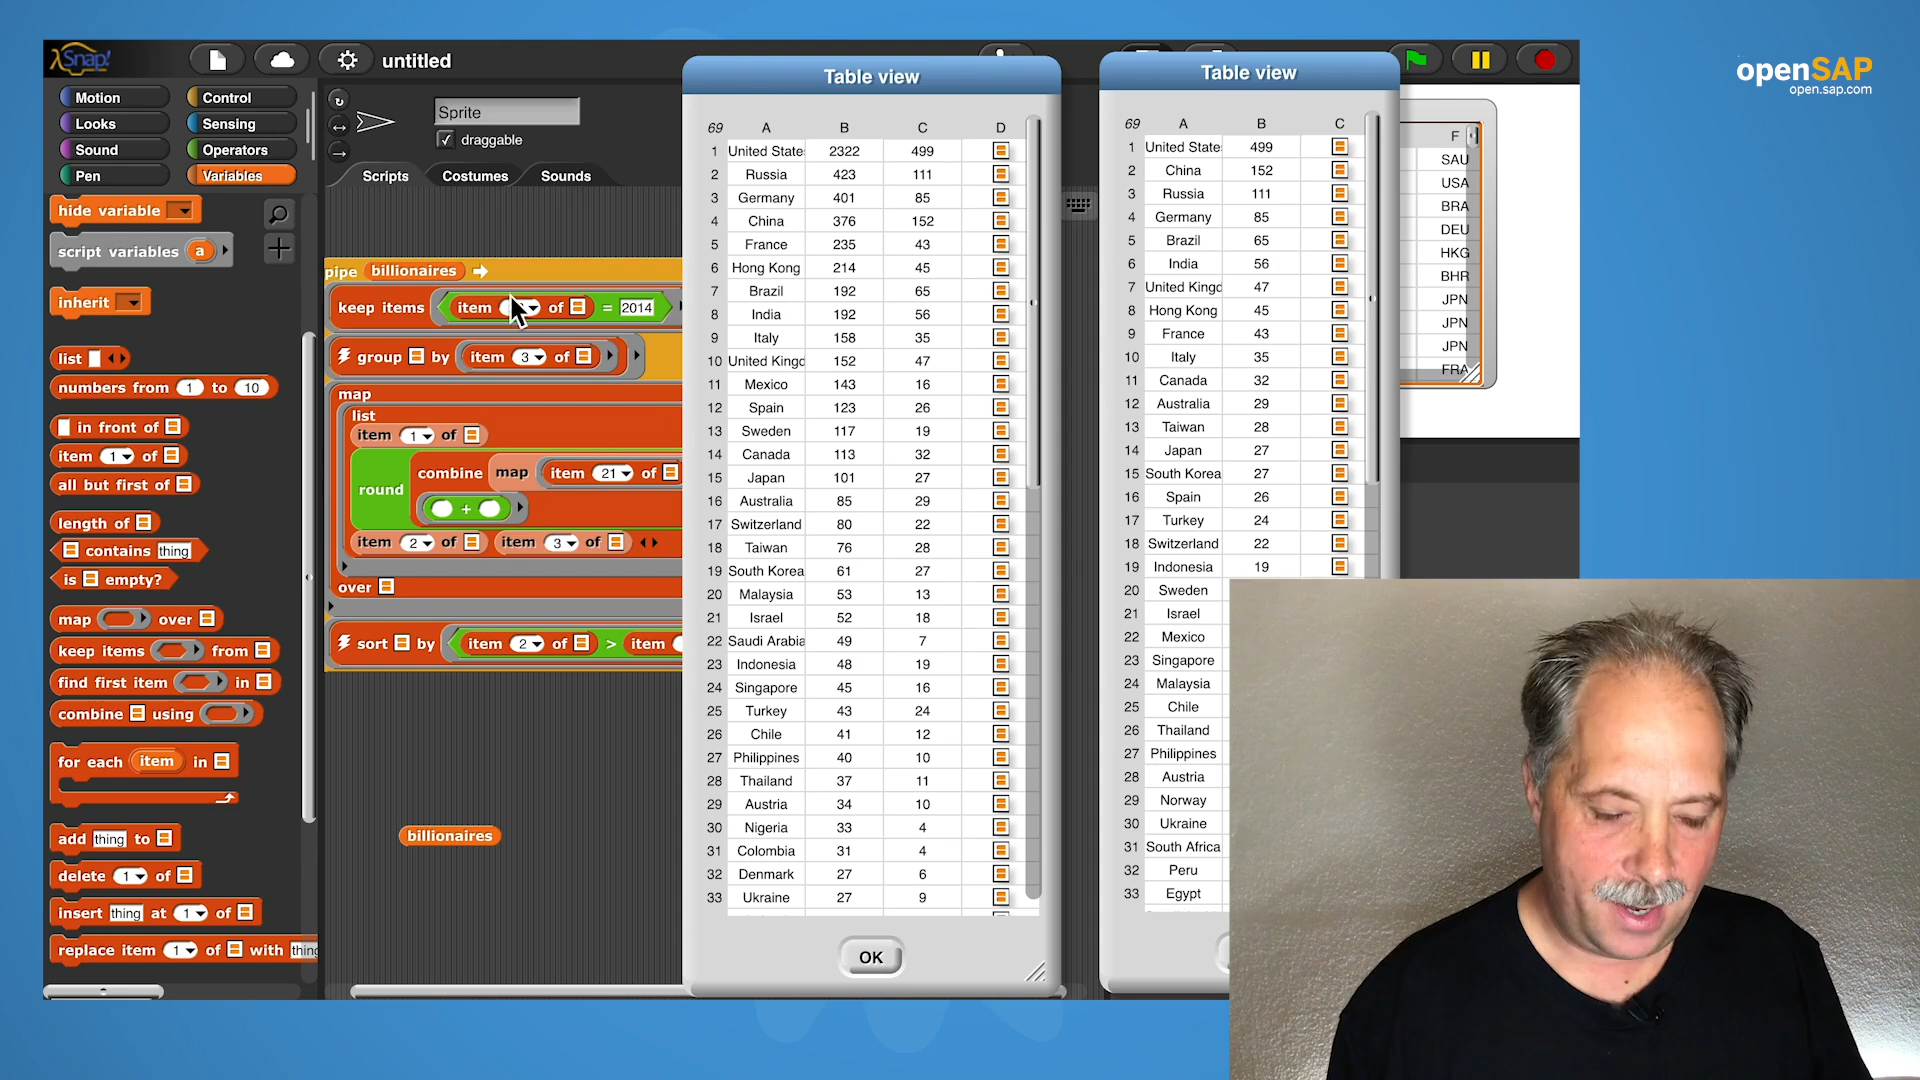 Snap!
untitled
openSAP
open.sap.com
Motion
Control
Looks
Sensing
Sound
Operators
Pen
Variables
hide variable
script variables a
inherit
list
numbers from 1 to 10
in front of
item 1 of
all but first of
length of
contains thing
is empty?
map over
keep items from
find first item in
combine using
for each item in
add thing to
delete 1 of
insert thing at 1 of
replace item 1 of with thing
Sprite
draggable
Scripts
Costumes
Sounds
pipe billionaires
keep items item of = 2014
group by item 3 of
map
list
item 1 of
round combine map item 21 of
+
item 2 of item 3 of
over
sort by item 2 of > item
billionaires
Table view
69 A B C D
1 United State 2322 499
2 Russia 423 111
3 Germany 401 85
4 China 376 152
5 France 235 43
6 Hong Kong 214 45
7 Brazil 192 65
8 India 192 56
9 Italy 158 35
10 United Kingd 152 47
11 Mexico 143 16
12 Spain 123 26
13 Sweden 117 19
14 Canada 113 32
15 Japan 101 27
16 Australia 85 29
17 Switzerland 80 22
18 Taiwan 76 28
19 South Korea 61 27
20 Malaysia 53 13
21 Israel 52 18
22 Saudi Arabia 49 7
23 Indonesia 48 19
24 Singapore 45 16
25 Turkey 43 24
26 Chile 41 12
27 Philippines 40 10
28 Thailand 37 11
29 Austria 34 10
30 Nigeria 33 4
31 Colombia 31 4
32 Denmark 27 6
33 Ukraine 27 9
OK
Table view
69 A B C
1 United State 499
2 China 152
3 Russia 111
4 Germany 85
5 Brazil 65
6 India 56
7 United Kingd 47
8 Hong Kong 45
9 France 43
10 Italy 35
11 Canada 32
12 Australia 29
13 Taiwan 28
14 Japan 27
15 South Korea 27
16 Spain 26
17 Turkey 24
18 Switzerland 22
19 Indonesia 19
20 Sweden
21 Israel
22 Mexico
23 Singapore
24 Malaysia
25 Chile
26 Thailand
27 Philippines
28 Austria
29 Norway
30 Ukraine
31 South Africa
32 Peru
33 Egypt
F
SAU
USA
BRA
DEU
HKG
BHR
JPN
JPN
JPN
FRA